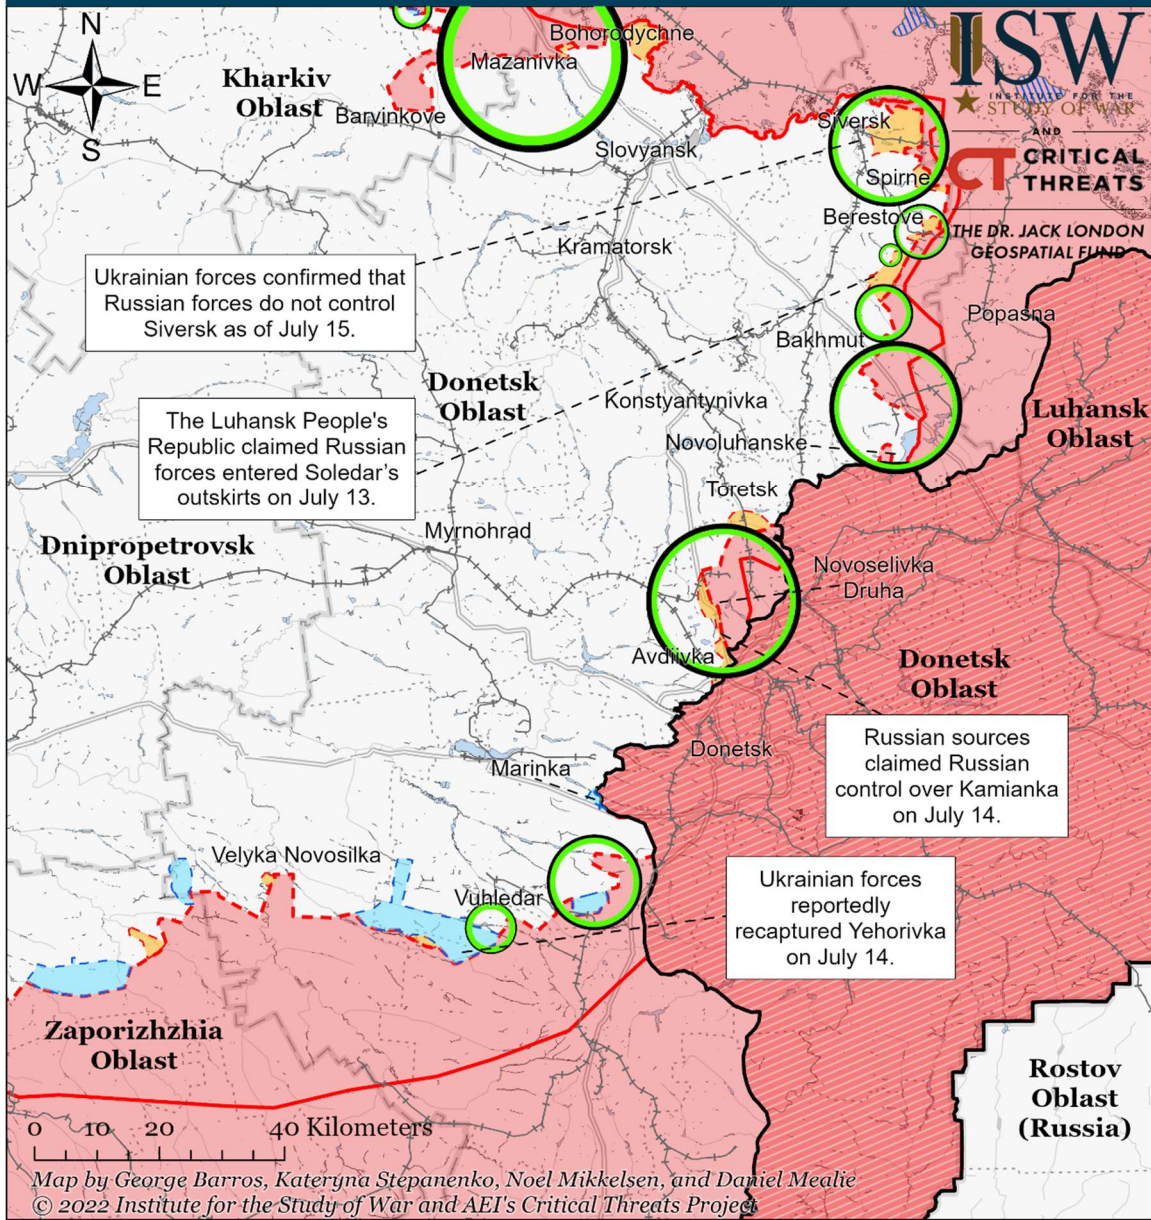 N
W
E
S
Kharkiv
Oblast
Barvinkove
Bohorodychne
Mazanivka
Slovyansk
Siversk
Spirne
Berestove
Kramatorsk
ISW
INSTITUTE FOR THE
STUDY OF WAR
AND
CT CRITICAL
THREATS
THE DR. JACK LONDON
GEOSPATIAL FUND
Ukrainian forces confirmed that
Russian forces do not control
Siversk as of July 15.
Popasna
Bakhmut
Donetsk
Oblast
Konstyantynivka
Luhansk
Oblast
The Luhansk People's
Republic claimed Russian
forces entered Soledar’s
outskirts on July 13.
Novoluhanske
Toretsk
Myrnohrad
Dnipropetrovsk
Oblast
Novoselivka
Druha
Avdiivka
Donetsk
Oblast
Russian sources
claimed Russian
control over Kamianka
on July 14.
Donetsk
Marinka
Velyka Novosilka
Vuhledar
Ukrainian forces
reportedly
recaptured Yehorivka
on July 14.
Zaporizhzhia
Oblast
Rostov
Oblast
(Russia)
0 10 20 40 Kilometers
Map by George Barros, Kateryna Stepanenko, Noel Mikkelsen, and Daniel Mealie
© 2022 Institute for the Study of War and AEI's Critical Threats Project